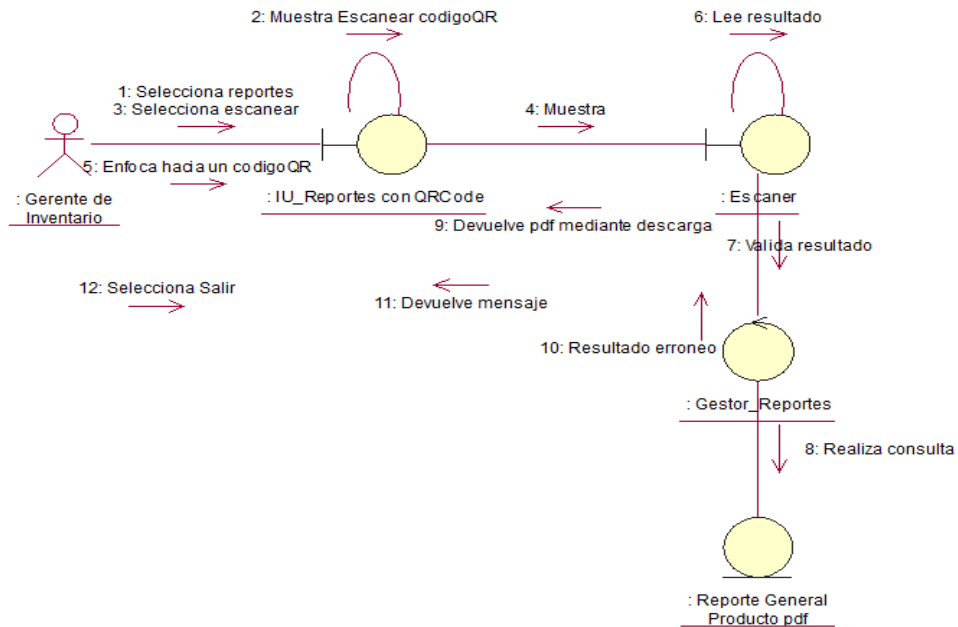 2: Muestra Escanear codigoQR
6: Lee resultado
1: Selecciona reportes
3: Selecciona escanear
4: Muestra
5: Enfoca hacia un codigoQR
: Gerente de
Inventario
: IU_Reportes con QRCode
: Escaner
9: Devuelve pdf mediante descarga
7: Valida resultado
12: Selecciona Salir
11: Devuelve mensaje
10: Resultado erroneo
: Gestor_Reportes
8: Realiza consulta
: Reporte General
Producto pdf